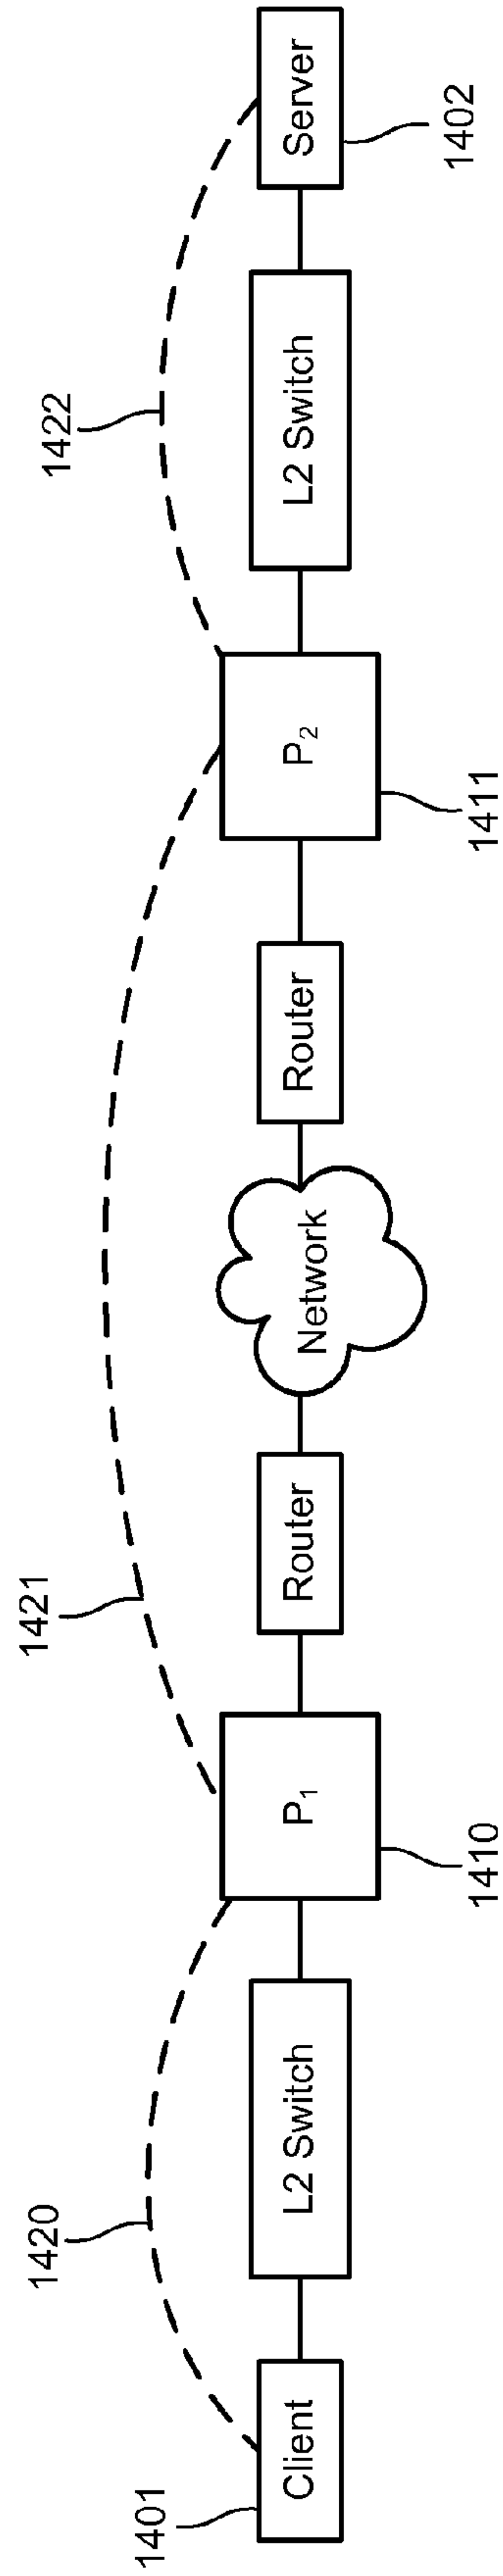 1420
1421
1422
1401
Client
L2 Switch
P₁
1410
Router
Network
Router
P₂
1411
L2 Switch
Server
1402